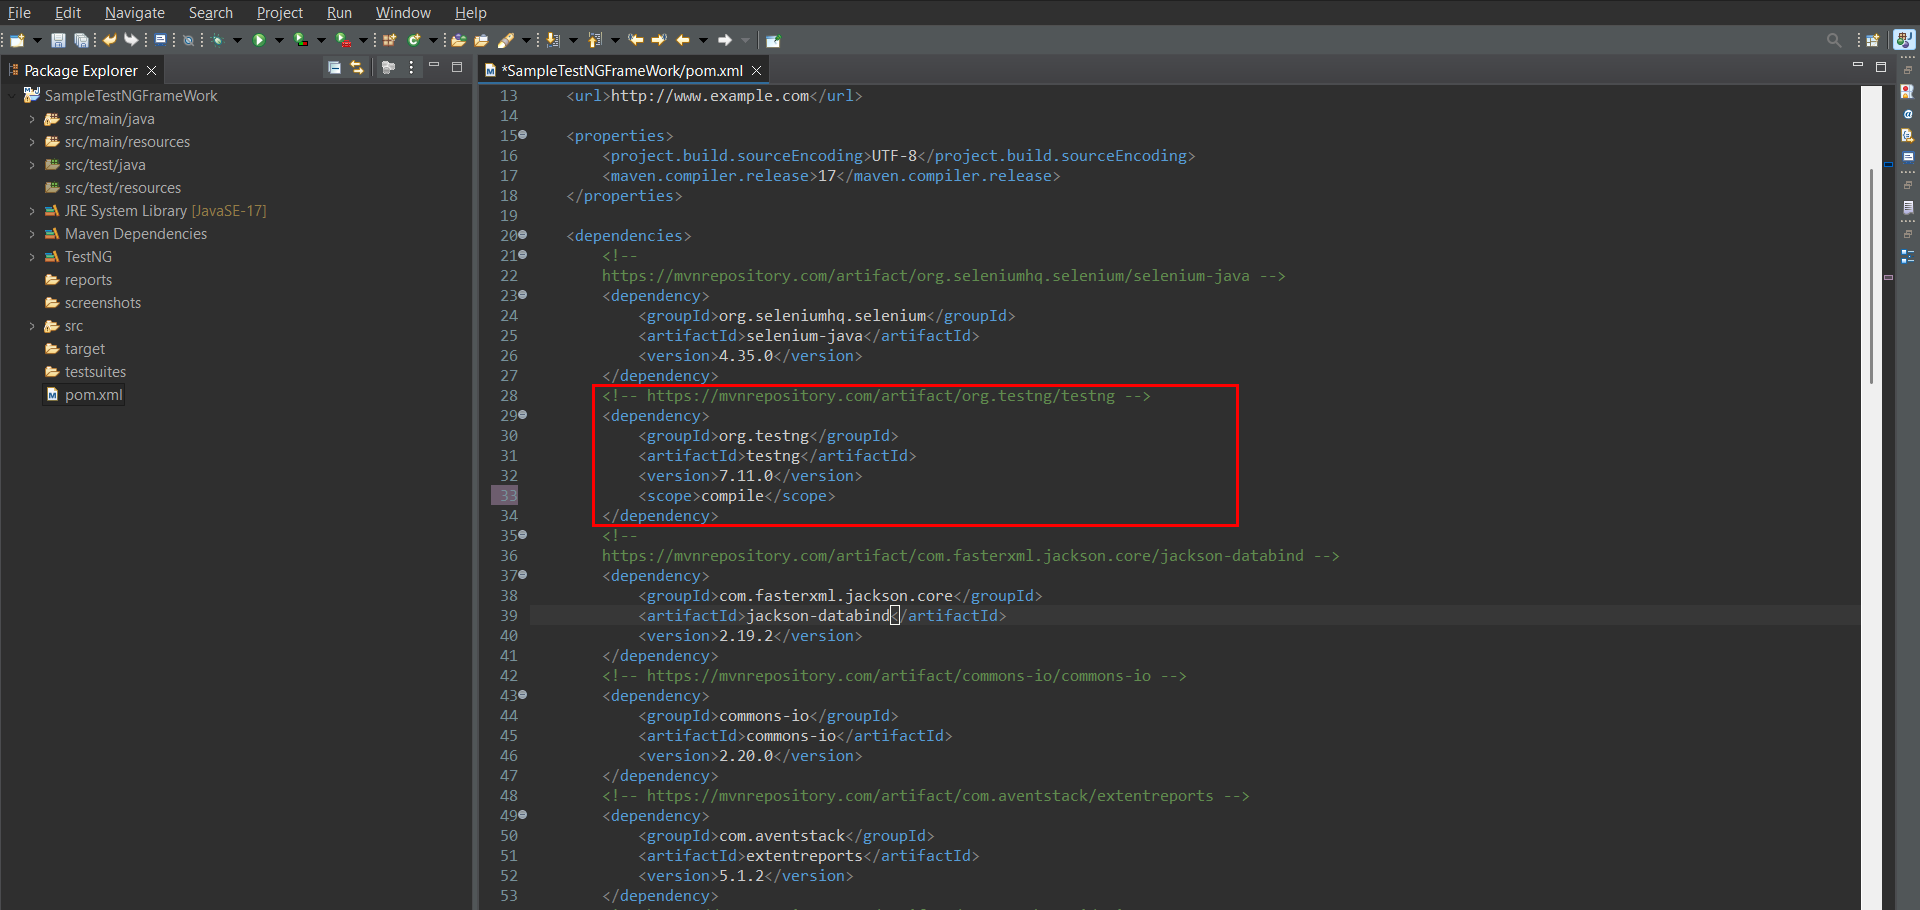 File Edit Navigate Search Project Run Window Help
Package Explorer
SampleTestNGFrameWork
src/main/java
src/main/resources
src/test/java
src/test/resources
JRE System Library [JavaSE-17]
Maven Dependencies
TestNG
reports
screenshots
src
target
testsuites
pom.xml
*SampleTestNGFrameWork/pom.xml
13 <url>http://www.example.com</url>
14
15 <properties>
16 <project.build.sourceEncoding>UTF-8</project.build.sourceEncoding>
17 <maven.compiler.release>17</maven.compiler.release>
18 </properties>
19
20 <dependencies>
21 <!--
22 https://mvnrepository.com/artifact/org.seleniumhq.selenium/selenium-java -->
23 <dependency>
24 <groupId>org.seleniumhq.selenium</groupId>
25 <artifactId>selenium-java</artifactId>
26 <version>4.35.0</version>
27 </dependency>
28 <!-- https://mvnrepository.com/artifact/org.testng/testng -->
29 <dependency>
30 <groupId>org.testng</groupId>
31 <artifactId>testng</artifactId>
32 <version>7.11.0</version>
33 <scope>compile</scope>
34 </dependency>
35 <!--
36 https://mvnrepository.com/artifact/com.fasterxml.jackson.core/jackson-databind -->
37 <dependency>
38 <groupId>com.fasterxml.jackson.core</groupId>
39 <artifactId>jackson-databind</artifactId>
40 <version>2.19.2</version>
41 </dependency>
42 <!-- https://mvnrepository.com/artifact/commons-io/commons-io -->
43 <dependency>
44 <groupId>commons-io</groupId>
45 <artifactId>commons-io</artifactId>
46 <version>2.20.0</version>
47 </dependency>
48 <!-- https://mvnrepository.com/artifact/com.aventstack/extentreports -->
49 <dependency>
50 <groupId>com.aventstack</groupId>
51 <artifactId>extentreports</artifactId>
52 <version>5.1.2</version>
53 </dependency>